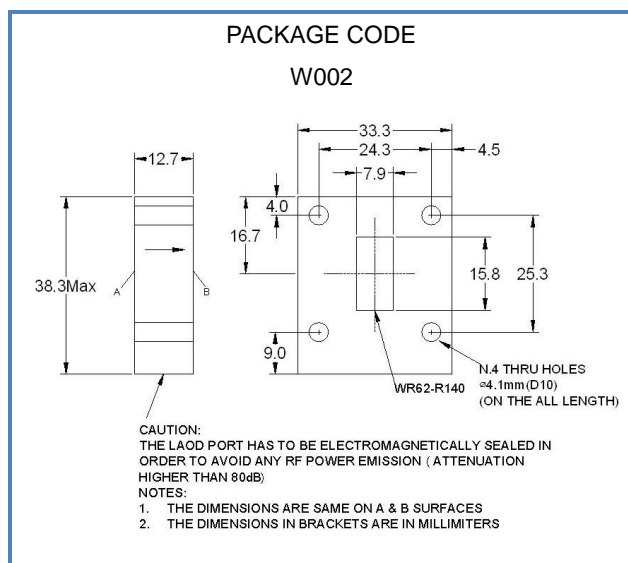 PACKAGE CODE
W002
33.3
24.3
4.5
12.7
7.9
4.0
16.7
38.3Max
A
B
15.8
25.3
9.0
WR62-R140
N.4 THRU HOLES
⌀4.1mm(D10)
(ON THE ALL LENGTH)
CAUTION:
THE LAOD PORT HAS TO BE ELECTROMAGNETICALLY SEALED IN
ORDER TO AVOID ANY RF POWER EMISSION ( ATTENUATION
HIGHER THAN 80dB)
NOTES:
1. THE DIMENSIONS ARE SAME ON A & B SURFACES
2. THE DIMENSIONS IN BRACKETS ARE IN MILLIMITERS